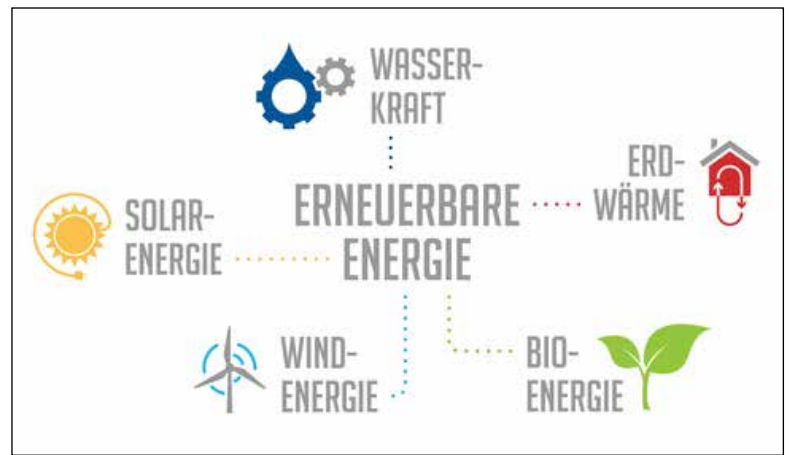 WASSER-
KRAFT
ERD-
WÄRME
ERNEUERBARE
ENERGIE
SOLAR-
ENERGIE
WIND-
ENERGIE
BIO-
ENERGIE